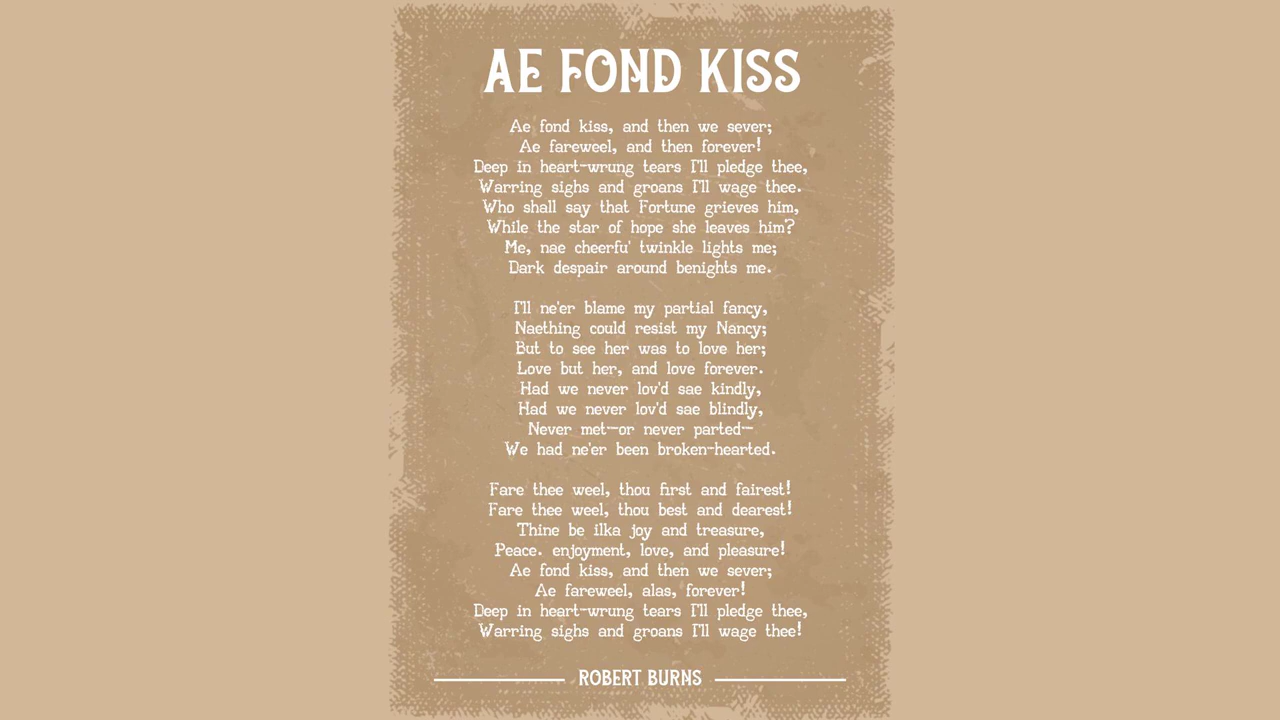 AE FOND KISS
Ae fond kiss, and then we sever;
Ae fareweel, and then forever!
Deep in heart-wrung tears I'll pledge thee,
Warring sighs and groans I'll wage thee.
Who shall say that Fortune grieves him,
While the star of hope she leaves him?
Me, nae cheerfu' twinkle lights me;
Dark despair around benights me.
I'll ne'er blame my partial fancy,
Naething could resist my Nancy;
But to see her was to love her;
Love but her, and love forever.
Had we never lov'd sae kindly,
Had we never lov'd sae blindly,
Never met—or never parted—
We had ne'er been broken-hearted.
Fare thee weel, thou first and fairest!
Fare thee weel, thou best and dearest!
Thine be ilka joy and treasure,
Peace. enjoyment, love, and pleasure!
Ae fond kiss, and then we sever;
Ae fareweel, alas, forever!
Deep in heart-wrung tears I'll pledge thee,
Warring sighs and groans I'll wage thee!
ROBERT BURNS